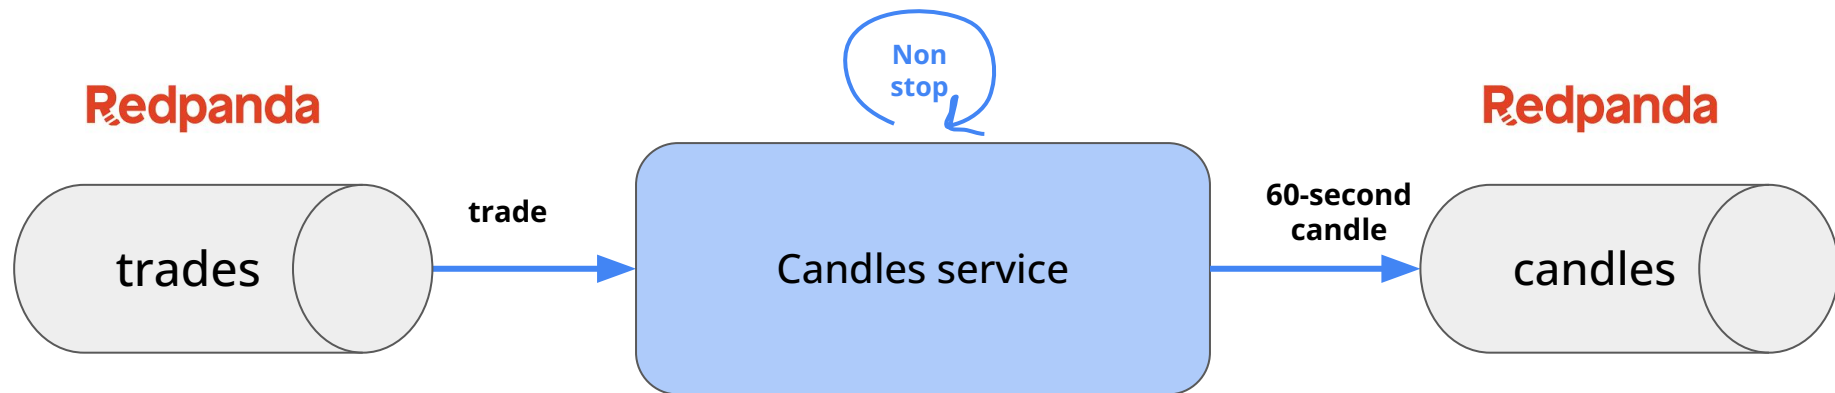 Non
stop
Redpanda
Redpanda
trade
60-second
candle
trades
Candles service
candles